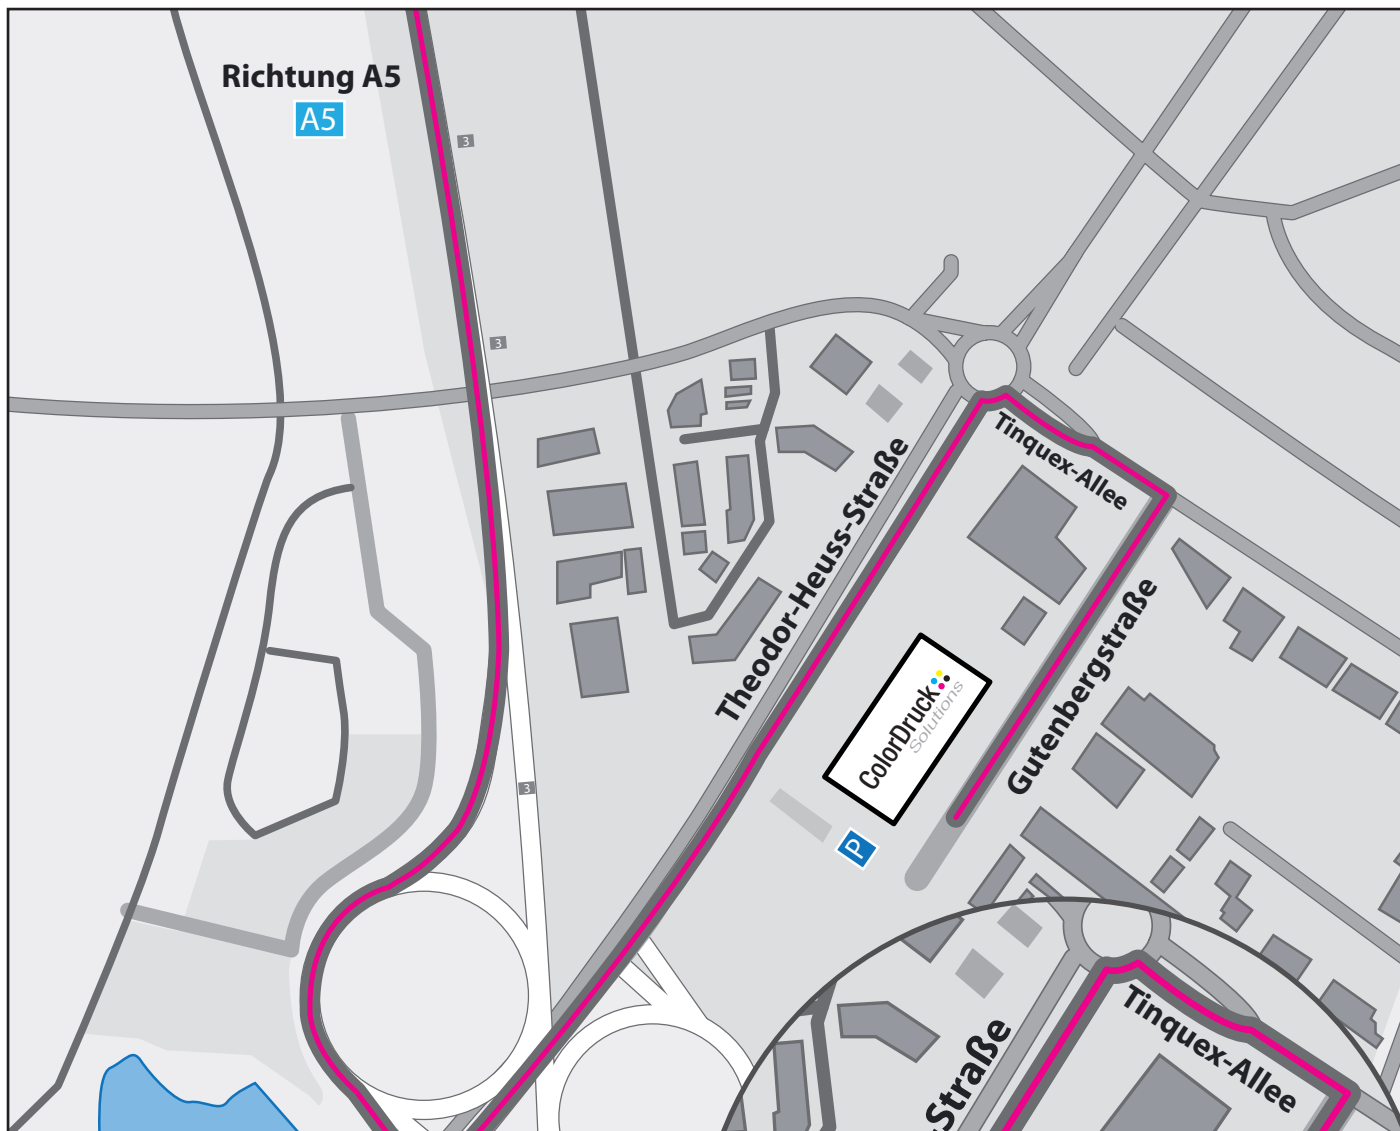 Richtung A5
A5
3
3
Tinquex-Allee
Theodor-Heuss-Straße
Gutenbergstraße
ColorDruck
Solutions
3
P
Tinquex-Allee
-Straße